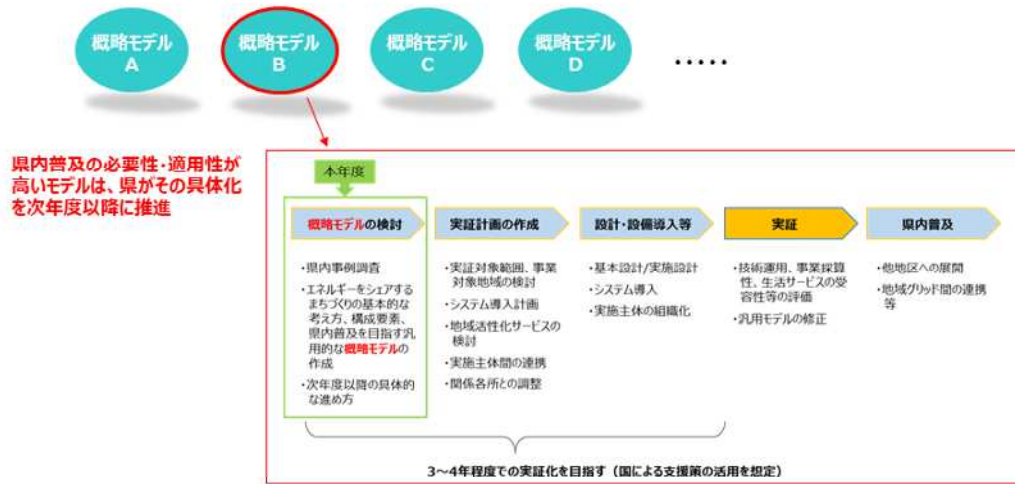 概略モデル
A
概略モデル
B
概略モデル
C
概略モデル
D
・・・・・
県内普及の必要性・適用性が
高いモデルは、県がその具体化
を次年度以降に推進
本年度
概略モデルの検討
・県内事例調査
・エネルギーをシェアする
まちづくりの基本的な
考え方、構成要素、
県内普及を目指す汎
用的な概略モデルの
作成
・次年度以降の具体的
な進め方
実証計画の作成
・実証対象範囲、事業
対象地域の検討
・システム導入計画
・地域活性化サービスの
検討
・実施主体間の連携
・関係各所との調整
設計・設備導入等
・基本設計/実施設計
・システム導入
・実施主体の組織化
実証
・技術運用、事業採算
性、生活サービスの受
容性等の評価
・汎用モデルの修正
県内普及
・他地区への展開
・地域グリッド間の連携
等
3～4年程度での実証化を目指す（国による支援策の活用を想定）